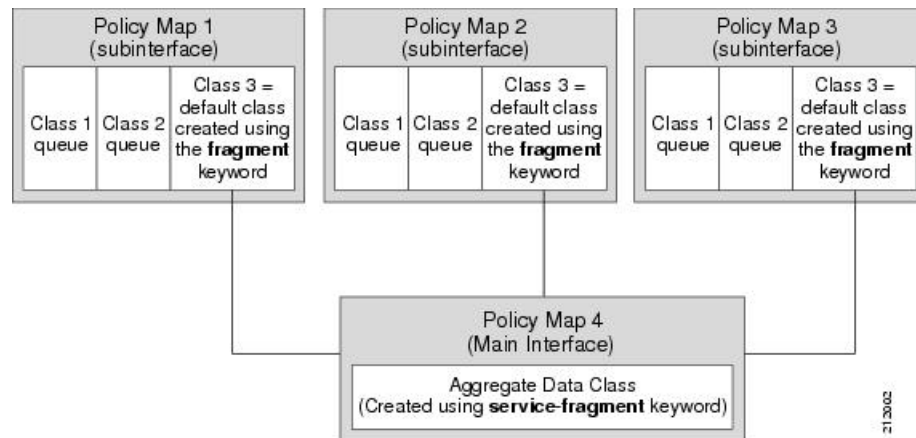 Policy Map 1
(subinterface)
Class 1
queue
Class 2
queue
Class 3 =
default class
created using
the fragment
keyword
Policy Map 2
(subinterface)
Class 1
queue
Class 2
queue
Class 3 =
default class
created using
the fragment
keyword
Policy Map 3
(subinterface)
Class 1
queue
Class 2
queue
Class 3 =
default class
created using
the fragment
keyword
Policy Map 4
(Main Interface)
Aggregate Data Class
(Created using service-fragment keyword)
212002